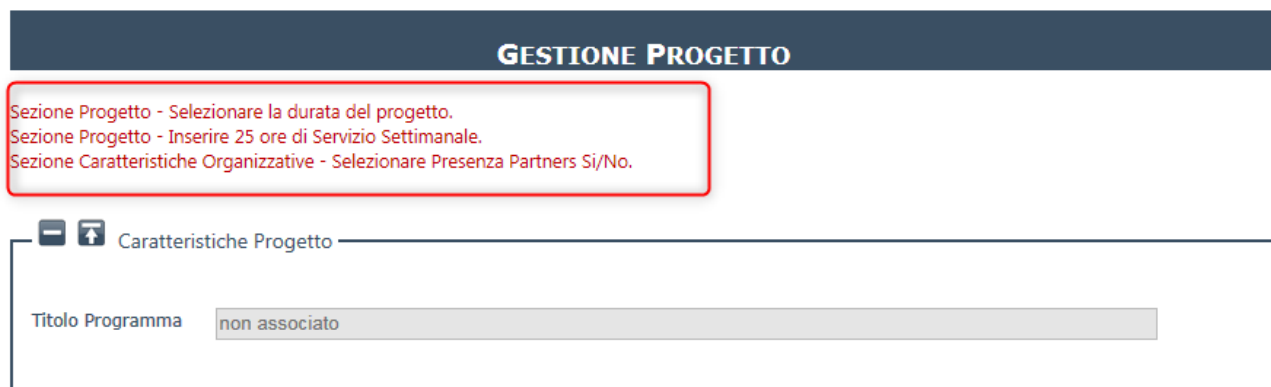 GESTIONE PROGETTO
Sezione Progetto - Selezionare la durata del progetto.
Sezione Progetto - Inserire 25 ore di Servizio Settimanale.
Sezione Caratteristiche Organizzative - Selezionare Presenza Partners Si/No.
Caratteristiche Progetto
Titolo Programma non associato